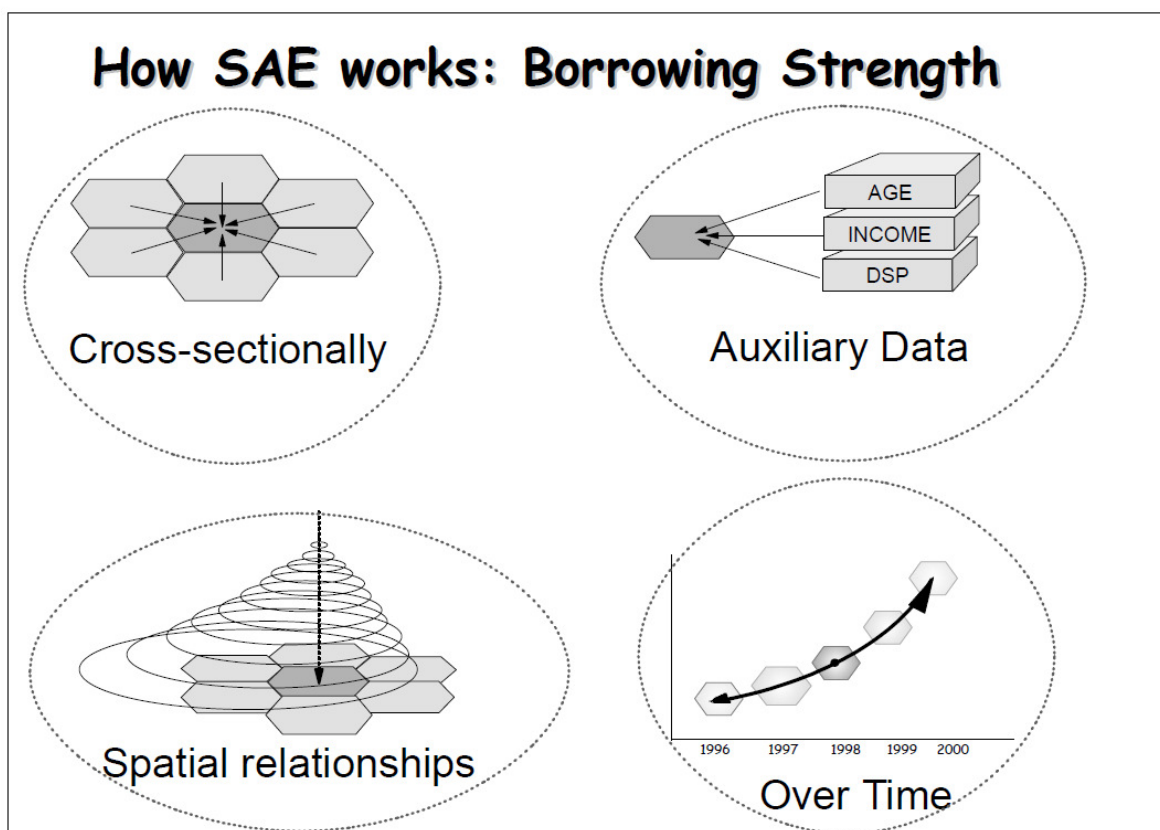 How SAE works: Borrowing Strength
Cross-sectionally
AGE
INCOME
DSP
Auxiliary Data
Spatial relationships
1996 1997 1998 1999 2000
Over Time